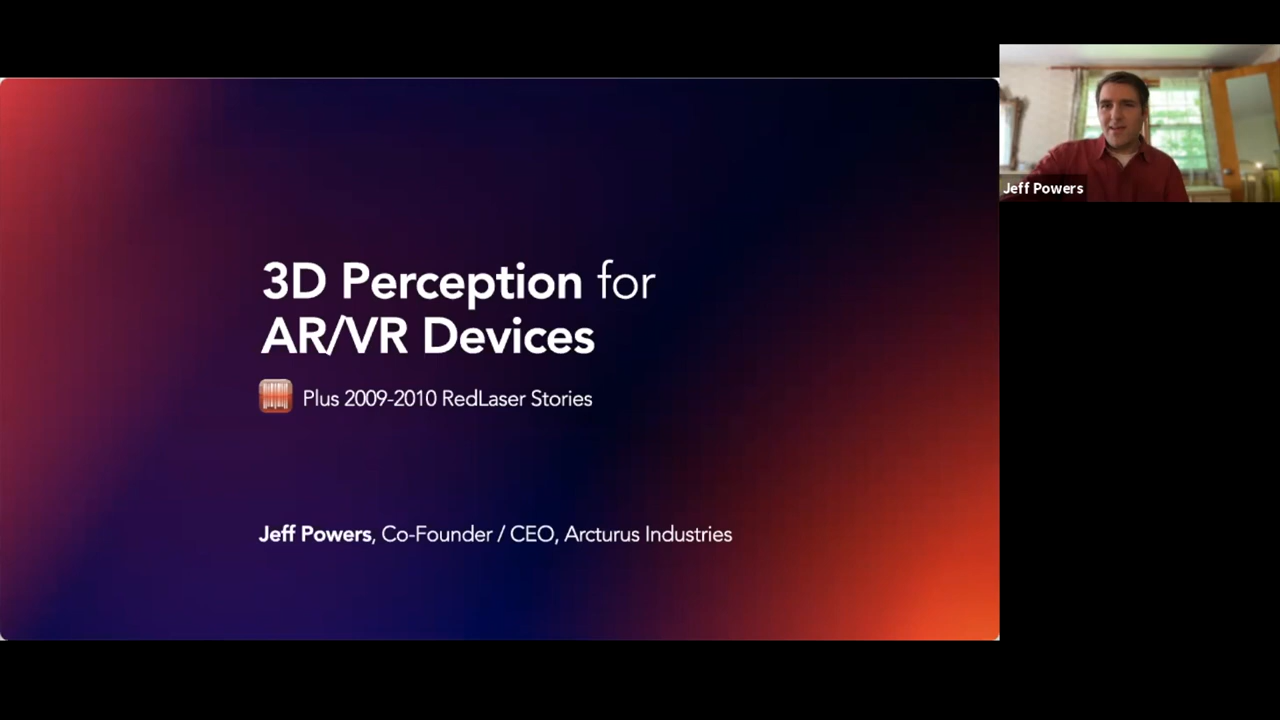 3D Perception for
AR/VR Devices
Plus 2009-2010 RedLaser Stories
Jeff Powers, Co-Founder / CEO, Arcturus Industries
Jeff Powers